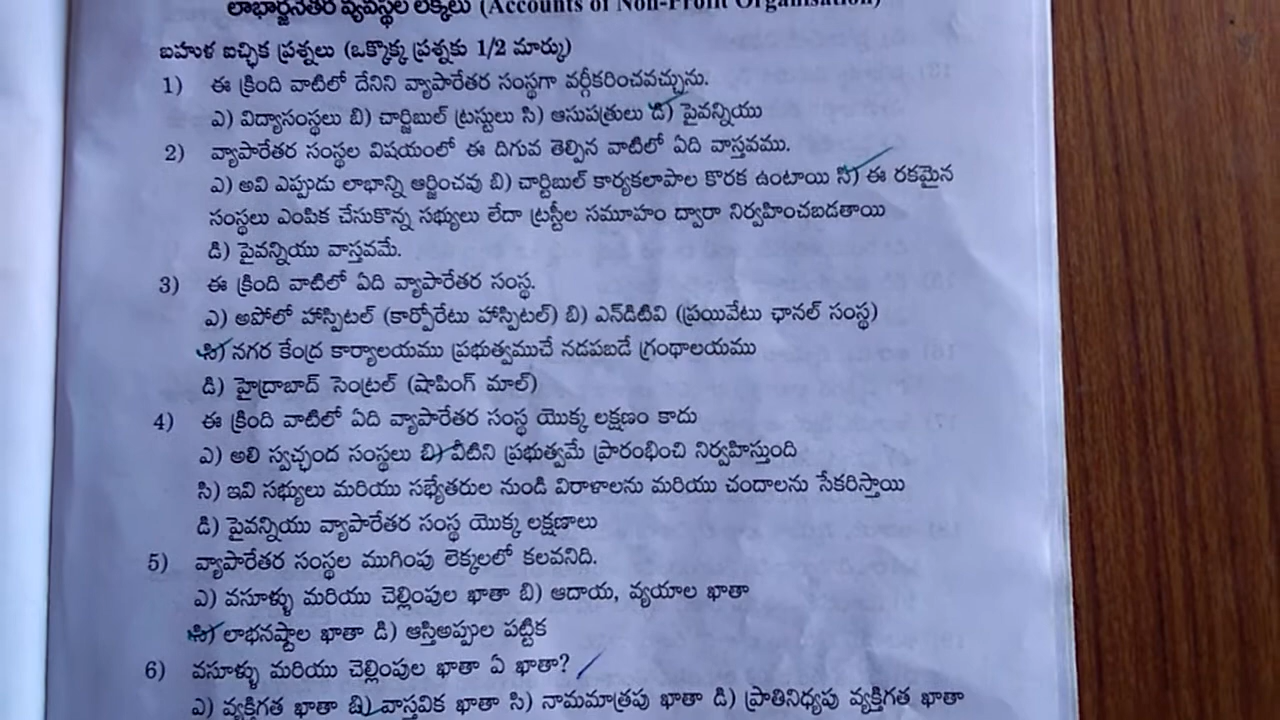 లాభార్జనేతర వ్యవస్థల లెక్కలు (Accounts of Non-Profit Organisation)
బహుళ ఐచ్ఛిక ప్రశ్నలు (ఒక్కొక్క ప్రశ్నకు 1/2 మార్కు)
1) ఈ క్రింది వాటిలో దేనిని వ్యాపారేతర సంస్థగా వర్గీకరించవచ్చును.
ఎ) విద్యాసంస్థలు బి) చార్జిబుల్ ట్రస్టులు సి) ఆసుపత్రులు డి) పైవన్నియు
2) వ్యాపారేతర సంస్థల విషయంలో ఈ దిగువ తెల్పిన వాటిలో ఏది వాస్తవము.
ఎ) అవి ఎప్పుడు లాభాన్ని ఆర్జించవు బి) చార్టిబుల్ కార్యకలాపాల కొరక ఉంటాయి సి) ఈ రకమైన
సంస్థలు ఎంపిక చేసుకొన్న సభ్యులు లేదా ట్రస్టీల సమూహం ద్వారా నిర్వహించబడతాయి
డి) పైవన్నియు వాస్తవమే.
3) ఈ క్రింది వాటిలో ఏది వ్యాపారేతర సంస్థ.
ఎ) అపోలో హాస్పిటల్ (కార్పోరేటు హాస్పిటల్) బి) ఎన్‌డిటివి (ప్రయివేటు ఛానల్ సంస్థ)
సి) నగర కేంద్ర కార్యాలయము ప్రభుత్వముచే నడపబడే గ్రంథాలయము
డి) హైద్రాబాద్ సెంట్రల్ (షాపింగ్ మాల్)
4) ఈ క్రింది వాటిలో ఏది వ్యాపారేతర సంస్థ యొక్క లక్షణం కాదు
ఎ) అలి స్వచ్ఛంద సంస్థలు బి) వీటిని ప్రభుత్వమే ప్రారంభించి నిర్వహిస్తుంది
సి) ఇవి సభ్యులు మరియు సభ్యేతరుల నుండి విరాళాలను మరియు చందాలను సేకరిస్తాయి
డి) పైవన్నియు వ్యాపారేతర సంస్థ యొక్క లక్షణాలు
5) వ్యాపారేతర సంస్థల ముగింపు లెక్కలలో కలవనిది.
ఎ) వసూళ్ళు మరియు చెల్లింపుల ఖాతా బి) ఆదాయ, వ్యయాల ఖాతా
సి) లాభనష్టాల ఖాతా డి) ఆస్తిఅప్పుల పట్టిక
6) వసూళ్ళు మరియు చెల్లింపుల ఖాతా ఏ ఖాతా?
ఎ) వ్యక్తిగత ఖాతా బి) వాస్తవిక ఖాతా సి) నామమాత్రపు ఖాతా డి) ప్రాతినిధ్యపు వ్యక్తిగత ఖాతా